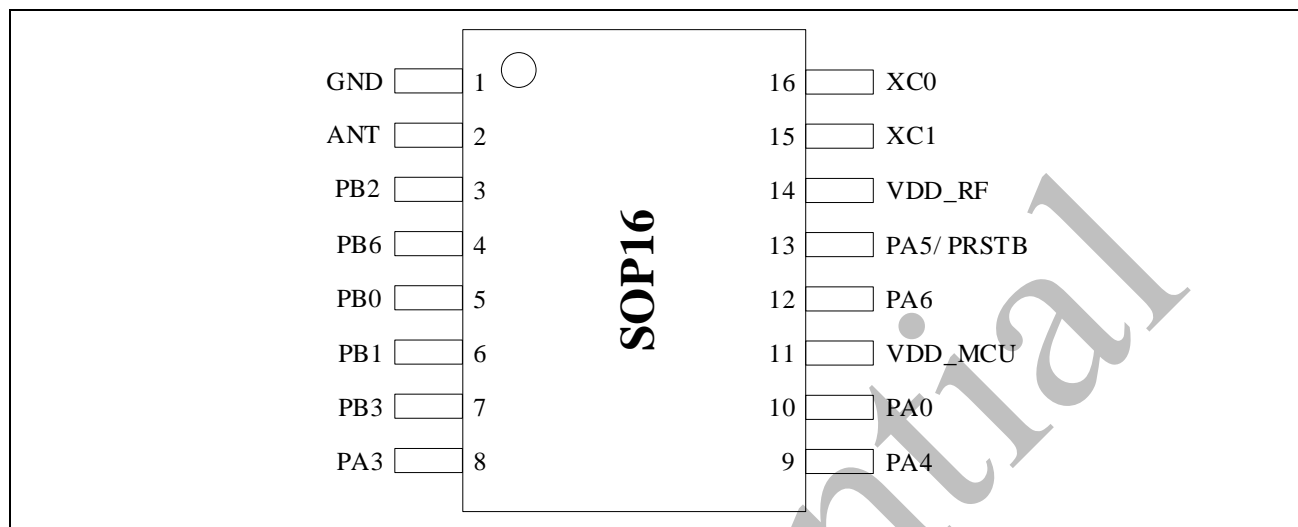 GND 1 16 XC0
ANT 2 15 XC1
PB2 3 14 VDD_RF
PB6 4 13 PA5/ PRSTB
PB0 5 12 PA6
PB1 6 11 VDD_MCU
PB3 7 10 PA0
PA3 8 9 PA4
SOP16
ntial